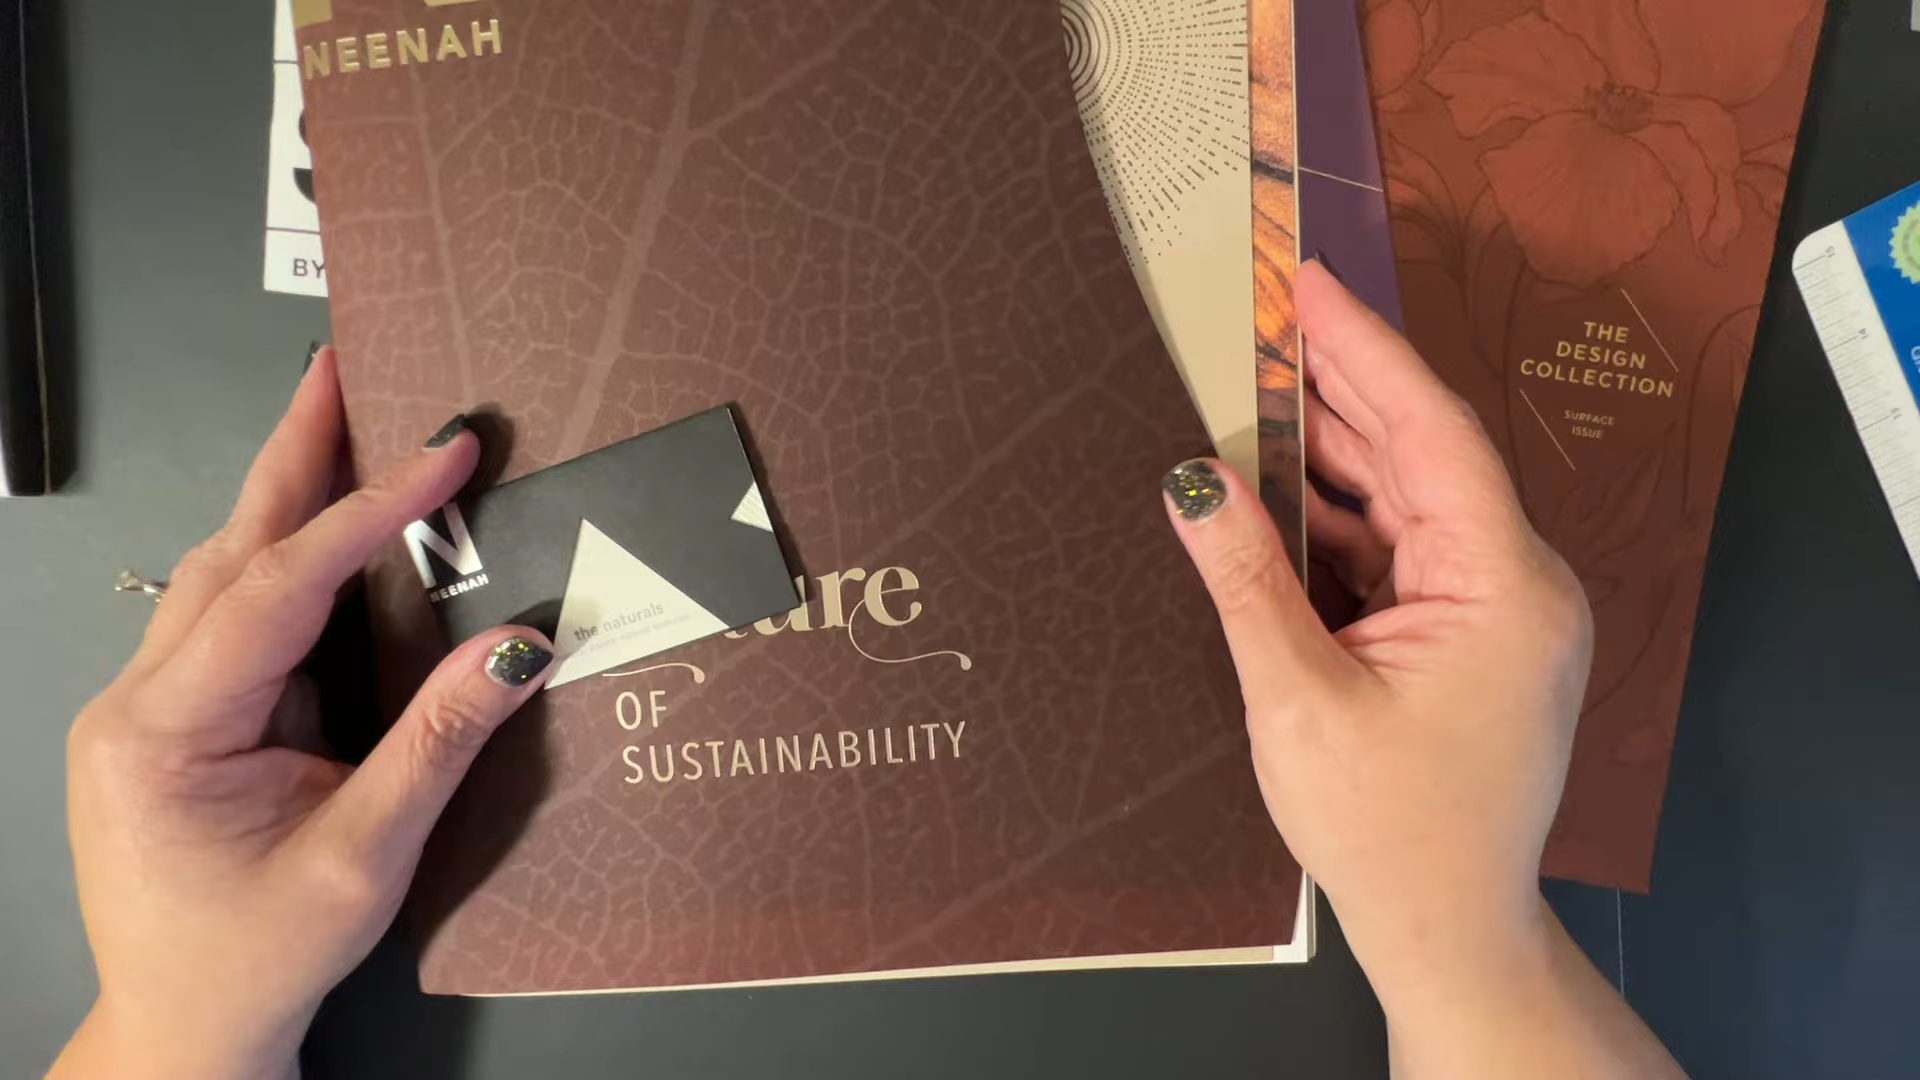 NEENAH
BY
THE
DESIGN
COLLECTION
SURFACE
ISSUE
N
NEENAH
the naturals
ure
OF
SUSTAINABILITY